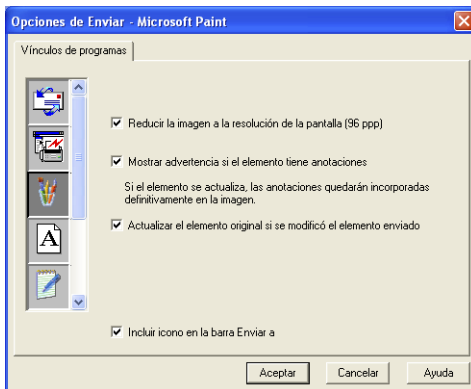 Opciones de Enviar - Microsoft Paint
Vínculos de programas
Reducir la imagen a la resolución de la pantalla (96 ppp)
Mostrar advertencia si el elemento tiene anotaciones
Si el elemento se actualiza, las anotaciones quedarán incorporadas
definitivamente en la imagen.
Actualizar el elemento original si se modificó el elemento enviado
A
Incluir icono en la barra Enviar a
Aceptar
Cancelar
Ayuda